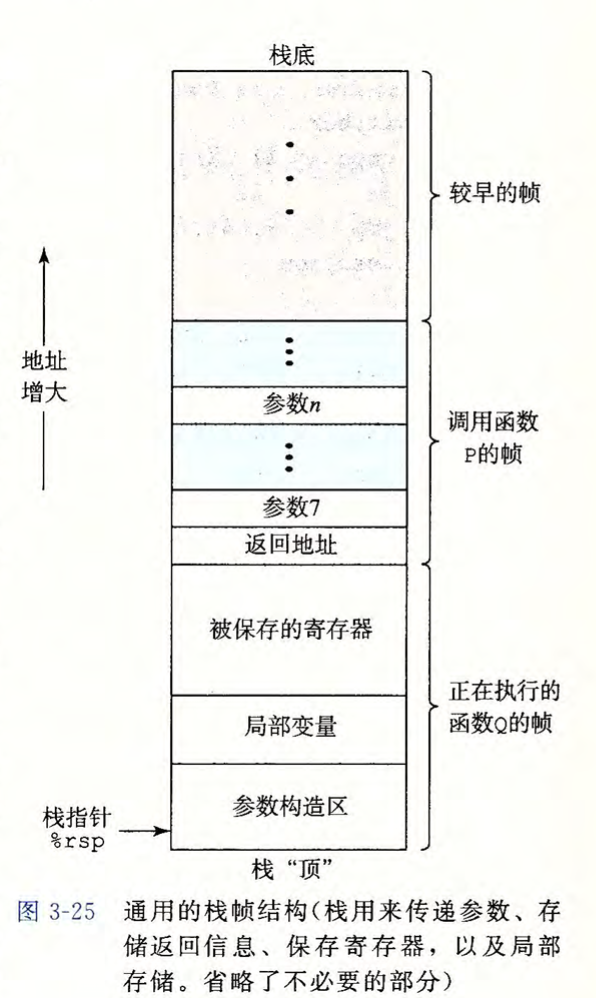 栈底
较早的帧
地址
增大
参数n
调用函数
P的帧
参数7
返回地址
被保存的寄存器
正在执行的
函数Q的帧
局部变量
参数构造区
栈指针
%rsp
栈“顶”
图 3-25 通用的栈帧结构(栈用来传递参数、存
储返回信息、保存寄存器，以及局部
存储。省略了不必要的部分)